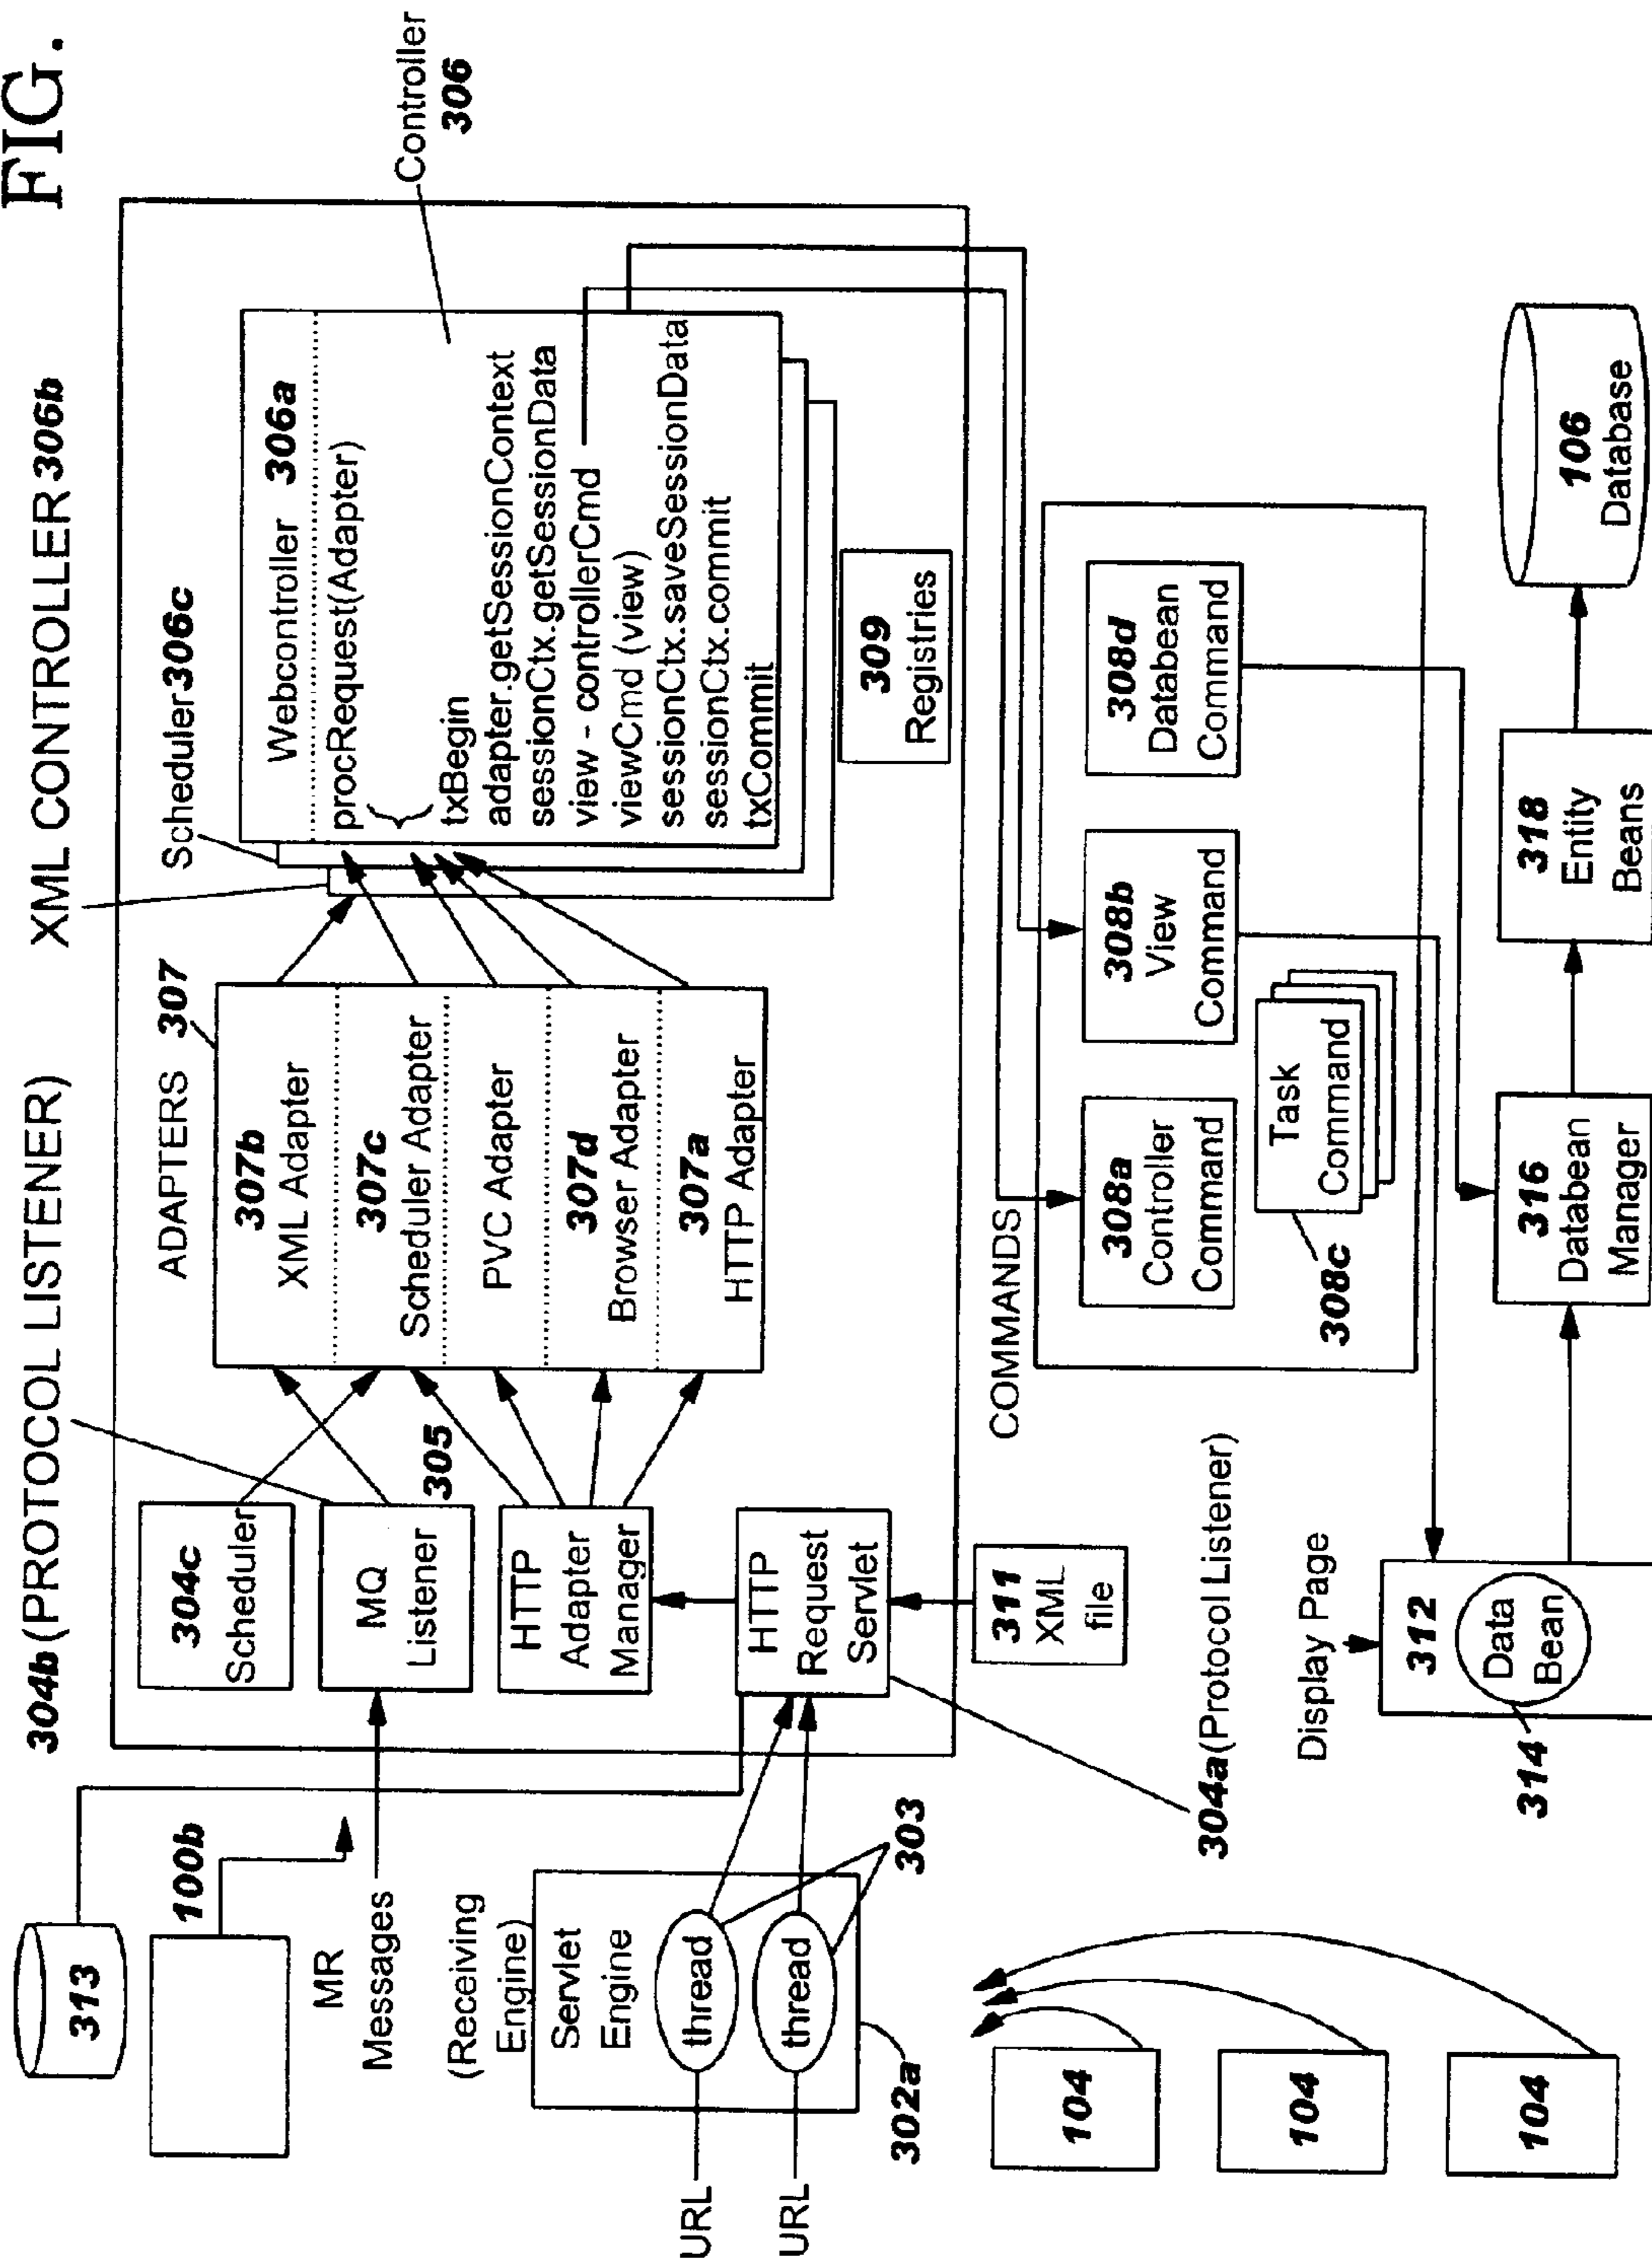 FIG.
304b (PROTOCOL LISTENER)
XML CONTROLLER 306b
ADAPTERS 307
Scheduler 306c
Controller
306
313
100b
MR
Messages
304c
Scheduler
MQ
Listener
305
HTTP
Adapter
Manager
HTTP
Request
Servlet
307b
XML Adapter
307c
Scheduler Adapter
PVC Adapter
307d
Browser Adapter
307a
HTTP Adapter
Webcontroller 306a
procRequest(Adapter)
{
txBegin
adapter.getSessionContext
sessionCtx.getSessionData
view - controllerCmd
viewCmd (view)
sessionCtx.saveSessionData
sessionCtx.commit
txCommit
309
Registries
(Receiving
Engine)
Servlet
Engine
thread
thread
URL
URL
303
302a
311
XML
file
304a (Protocol Listener)
COMMANDS
308a
Controller
Command
308b
View
Command
308d
Databean
Command
Task
Command
308c
104
104
104
Display Page
312
Data
Bean
314
316
Databean
Manager
318
Entity
Beans
106
Database